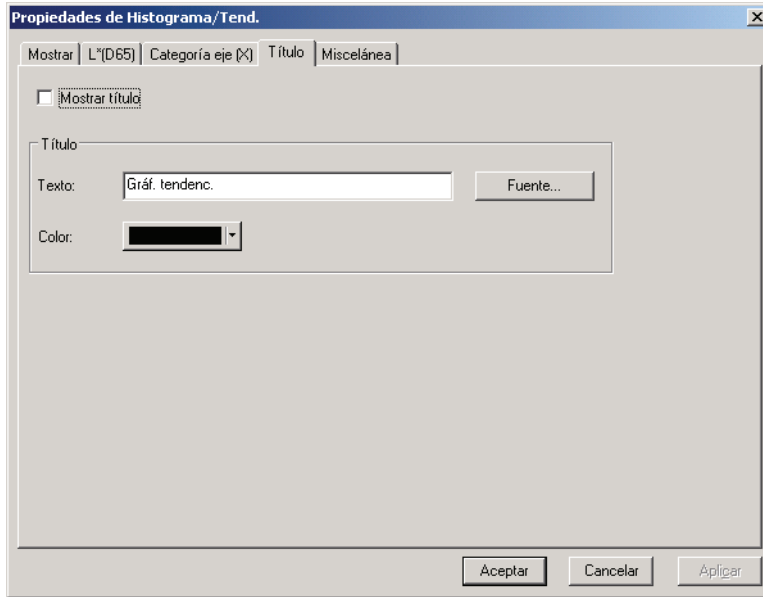 Propiedades de Histograma/Tend.
Mostrar L*(D65) Categoría eje (X) Título Miscelánea
Mostrar título
Título
Texto: Gráf. tendenc. Fuente...
Color:
Aceptar Cancelar Aplicar